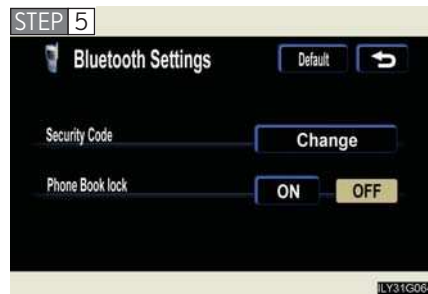 STEP 5
Bluetooth Settings Default
Security Code Change
Phone Book lock ON OFF
ILY31G064